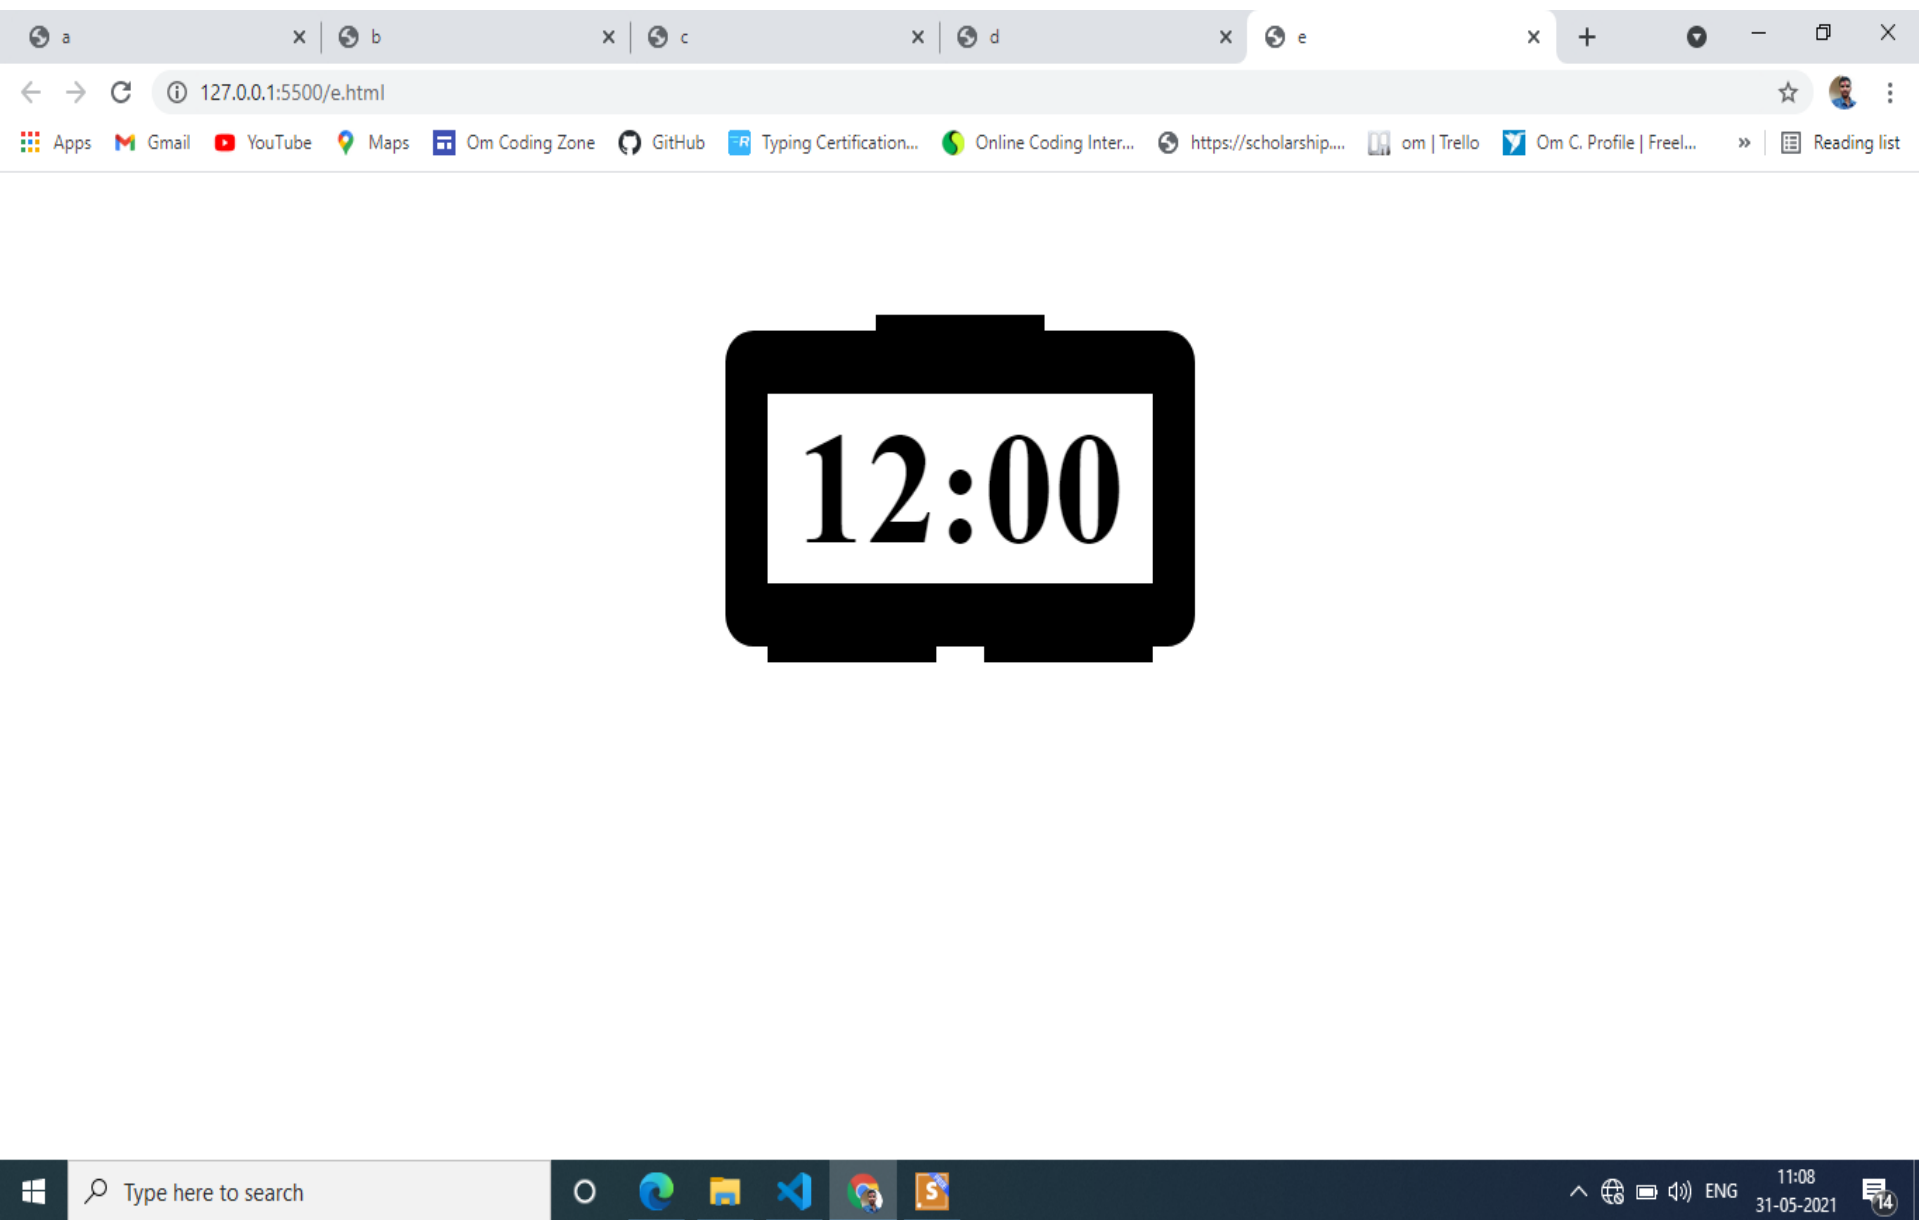 a b c d e
127.0.0.1:5500/e.html
Apps Gmail YouTube Maps Om Coding Zone GitHub Typing Certification... Online Coding Inter... https://scholarship.... om | Trello Om C. Profile | Freel... » Reading list
12:00
Type here to search
ENG
11:08
31-05-2021
14